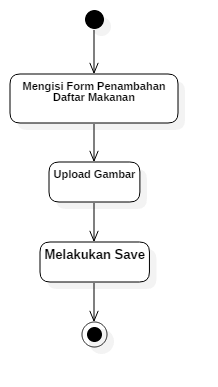 Mengisi Form Penambahan
Daftar Makanan
Upload Gambar
Melakukan Save